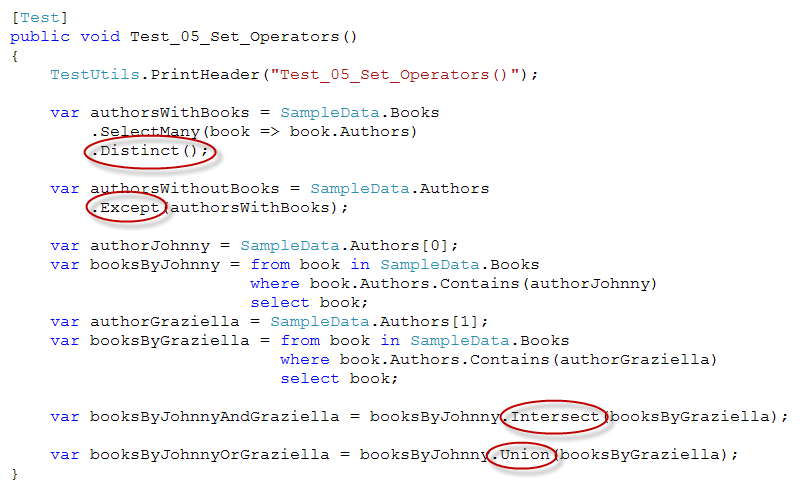 [Test]
public void Test_05_Set_Operators()
{
    TestUtils.PrintHeader("Test_05_Set_Operators()");

    var authorsWithBooks = SampleData.Books
        .SelectMany(book => book.Authors)
        .Distinct();

    var authorsWithoutBooks = SampleData.Authors
        .Except(authorsWithBooks);

    var authorJohnny = SampleData.Authors[0];
    var booksByJohnny = from book in SampleData.Books
                        where book.Authors.Contains(authorJohnny)
                        select book;
    var authorGraziella = SampleData.Authors[1];
    var booksByGraziella = from book in SampleData.Books
                           where book.Authors.Contains(authorGraziella)
                           select book;

    var booksByJohnnyAndGraziella = booksByJohnny.Intersect(booksByGraziella);

    var booksByJohnnyOrGraziella = booksByJohnny.Union(booksByGraziella);
}